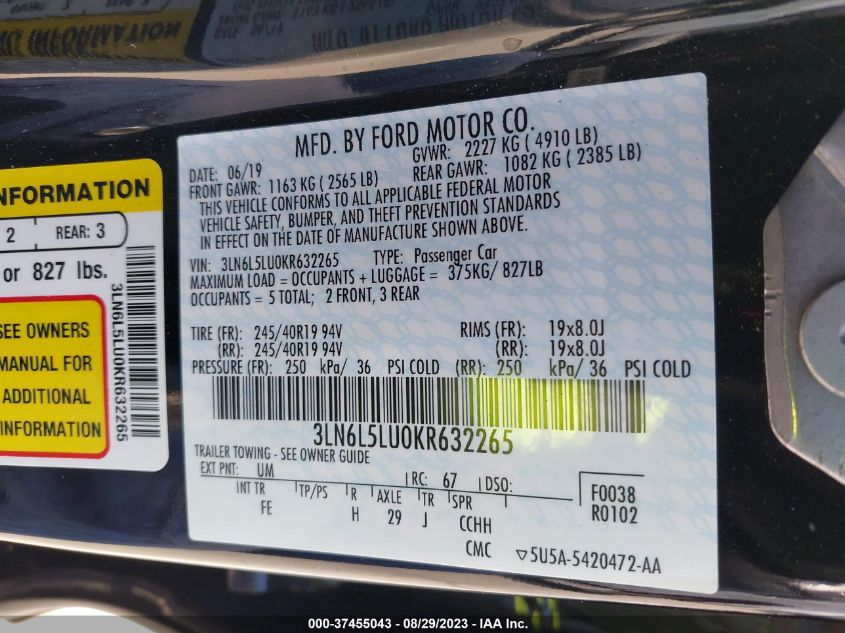 MFD. BY FORD MOTOR CO.
DATE: 06/19
GVWR: 2227 KG ( 4910 LB)
FRONT GAWR: 1163 KG ( 2565 LB)
REAR GAWR: 1082 KG ( 2385 LB)
THIS VEHICLE CONFORMS TO ALL APPLICABLE FEDERAL MOTOR
VEHICLE SAFETY, BUMPER, AND THEFT PREVENTION STANDARDS
IN EFFECT ON THE DATE OF MANUFACTURE SHOWN ABOVE.
VIN: 3LN6L5LU0KR632265 TYPE: Passenger Car
MAXIMUM LOAD = OCCUPANTS + LUGGAGE = 375KG/ 827LB
OCCUPANTS = 5 TOTAL; 2 FRONT, 3 REAR
TIRE (FR): 245/40R19 94V RIMS (FR): 19x8.0J
(RR): 245/40R19 94V (RR): 19x8.0J
PRESSURE (FR): 250 kPa/ 36 PSI COLD (RR): 250 kPa/ 36 PSI COLD
3LN6L5LU0KR632265
TRAILER TOWING - SEE OWNER GUIDE
EXT PNT: UM RC: 67 DSO:
INT TR TP/PS R AXLE TR SPR
FE H 29 J CCHH
F0038
R0102
CMC ▽5U5A-5420472-AA
INFORMATION
2 REAR: 3
or 827 lbs.
SEE OWNERS
MANUAL FOR
ADDITIONAL
INFORMATION
3LN6L5LU0KR632265
000-37455043 - 08/29/2023 - IAA Inc.